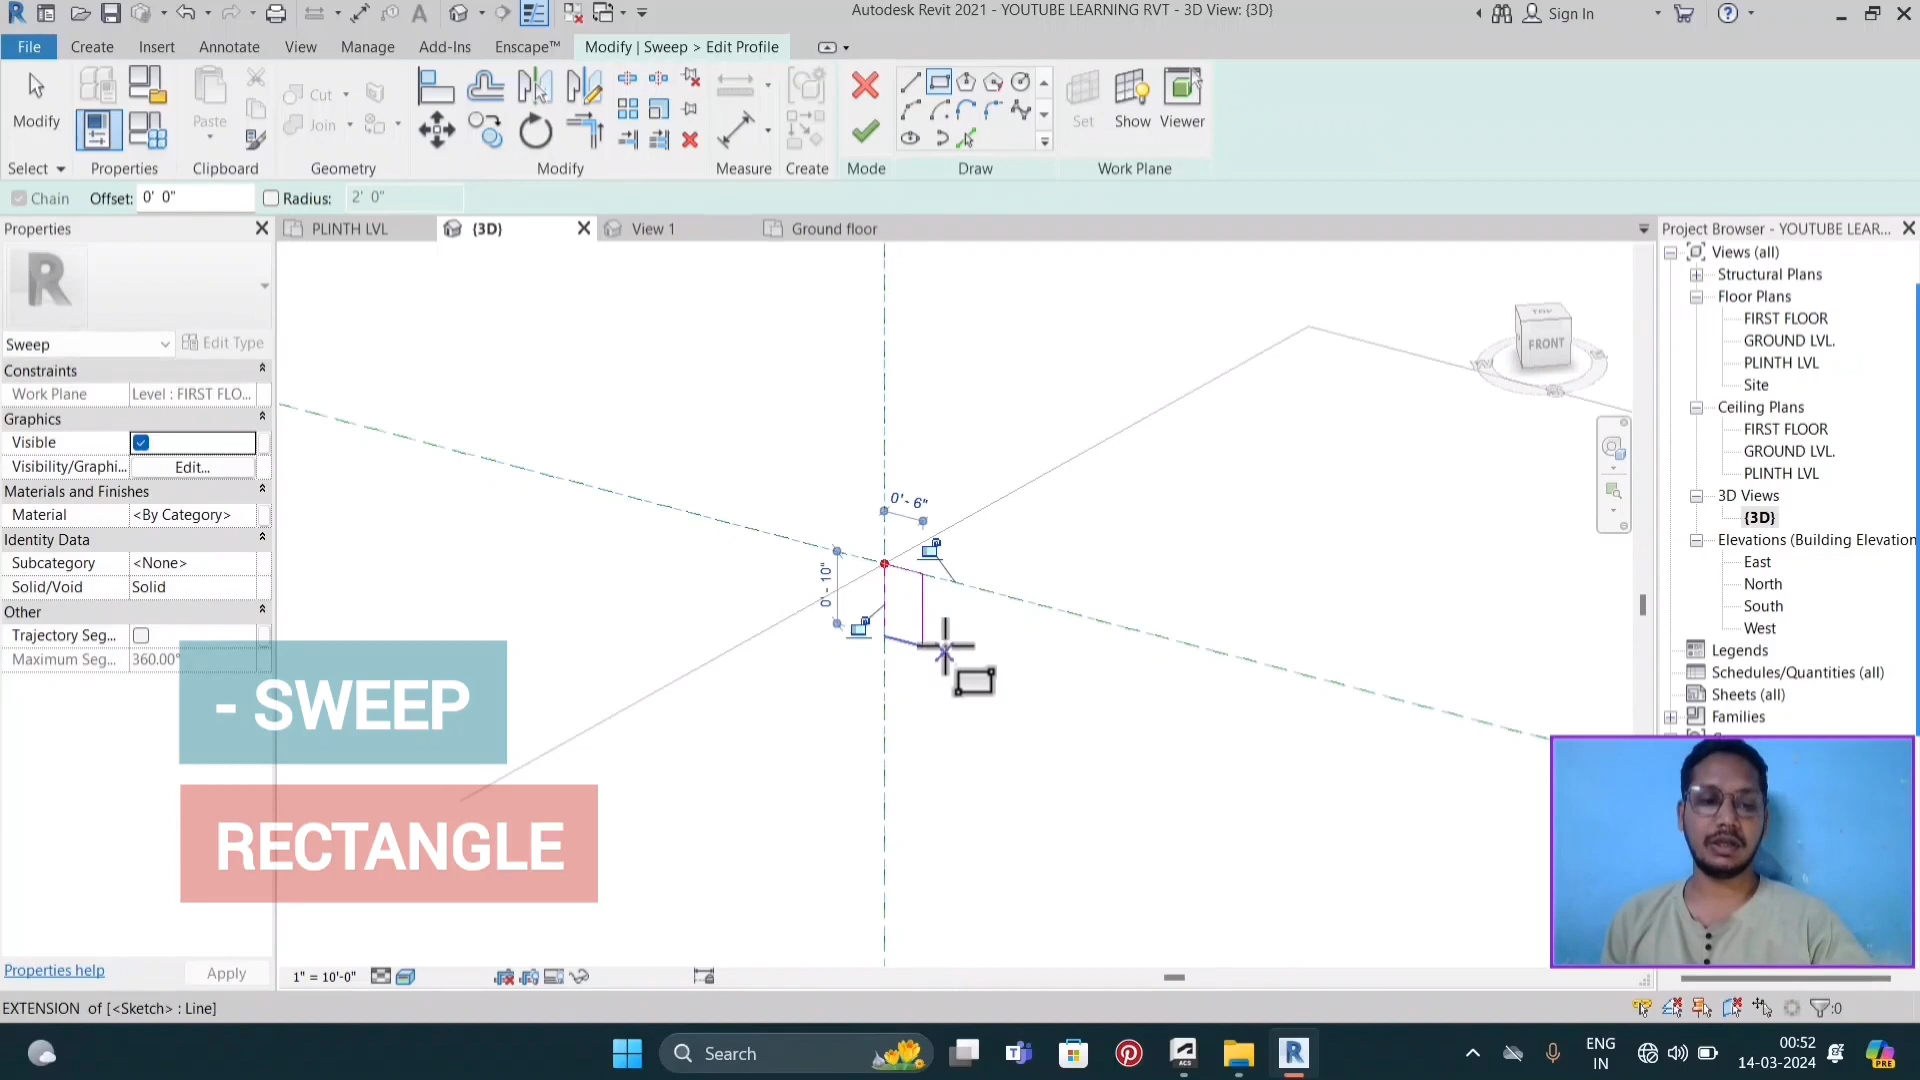 Autodesk Revit 2021 - YOUTUBE LEARNING RVT - 3D View: {3D}
Sign In
File
Create
Insert
Annotate
View
Manage
Add-Ins
Enscape™
Modify | Sweep > Edit Profile
Modify
Paste
Cut
Join
Set
Show
Viewer
Select
Properties
Clipboard
Geometry
Modify
Measure
Create
Mode
Draw
Work Plane
Chain
Offset:
0' 0"
Radius:
2' 0"
Properties
PLINTH LVL
{3D}
View 1
Ground floor
Project Browser - YOUTUBE LEAR...
Sweep
Edit Type
Constraints
Work Plane
Level : FIRST FLO...
Graphics
Visible
Visibility/Graphi...
Edit...
Materials and Finishes
Material
<By Category>
Identity Data
Subcategory
<None>
Solid/Void
Solid
Other
Trajectory Seg...
Maximum Seg...
360.00°
Properties help
Apply
- SWEEP
RECTANGLE
0' - 6"
0' - 10"
TOP
FRONT
Views (all)
Structural Plans
Floor Plans
FIRST FLOOR
GROUND LVL.
PLINTH LVL
Site
Ceiling Plans
FIRST FLOOR
GROUND LVL.
PLINTH LVL
3D Views
{3D}
Elevations (Building Elevation
East
North
South
West
Legends
Schedules/Quantities (all)
Sheets (all)
Families
1" = 10'-0"
EXTENSION of [<Sketch> : Line]
:0
Search
ENG
IN
00:52
14-03-2024